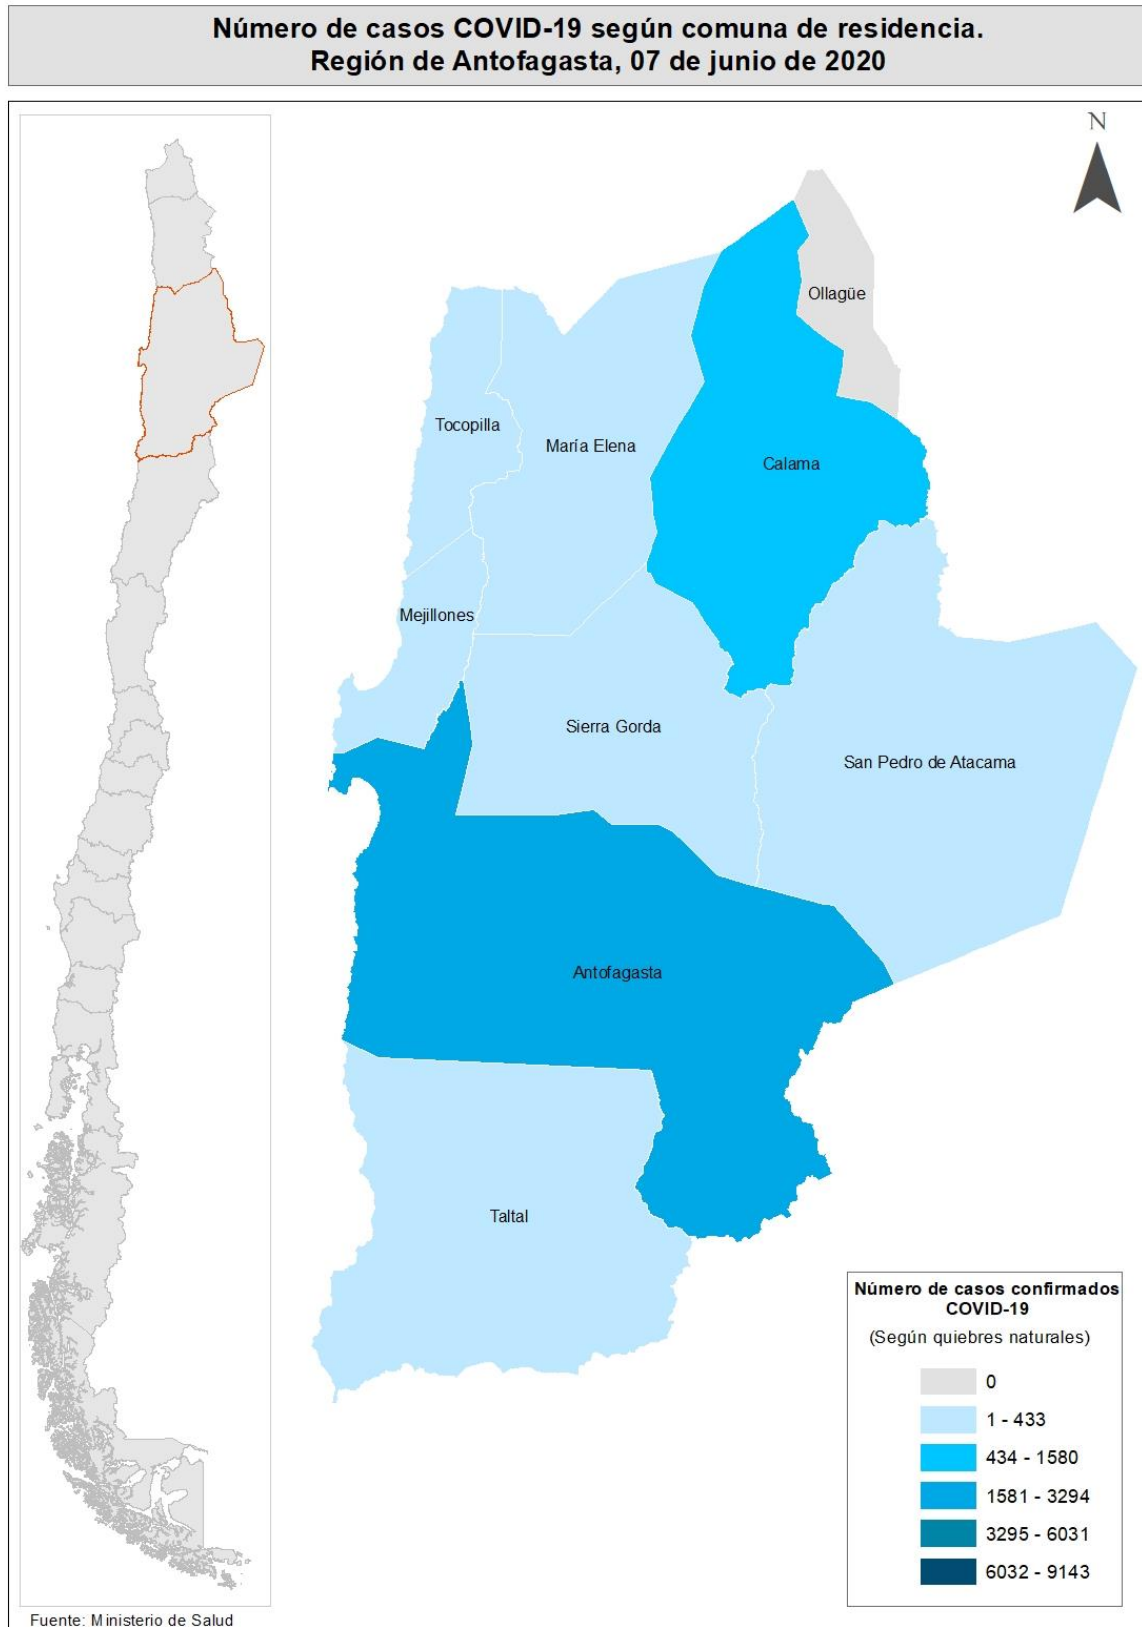 Número de casos COVID-19 según comuna de residencia.
Región de Antofagasta, 07 de junio de 2020
N
Ollagüe
Tocopilla
María Elena
Calama
Mejillones
Sierra Gorda
San Pedro de Atacama
Antofagasta
Taltal
Número de casos confirmados
COVID-19
(Según quiebres naturales)
0
1 - 433
434 - 1580
1581 - 3294
3295 - 6031
6032 - 9143
Fuente: Ministerio de Salud